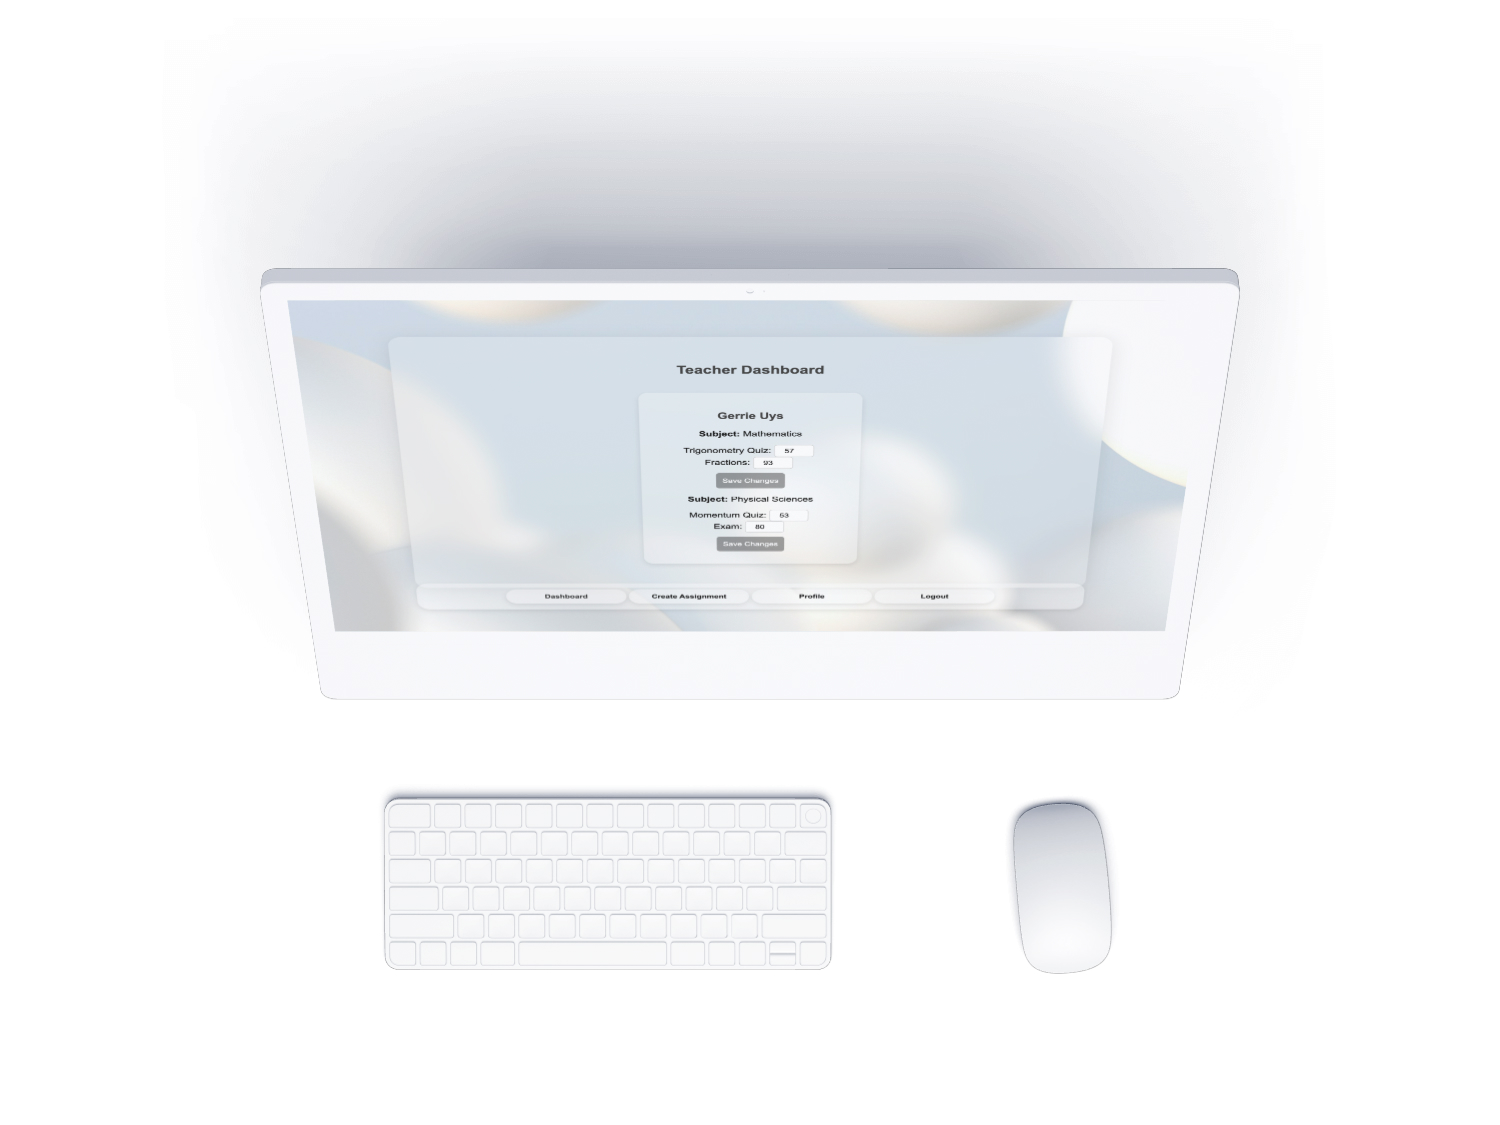 Teacher Dashboard
Gerrie Uys
Subject: Mathematics
Trigonometry Quiz: 57
Fractions: 93
Save Changes
Subject: Physical Sciences
Momentum Quiz: 53
Exam: 80
Save Changes
Dashboard Create Assignment Profile Logout